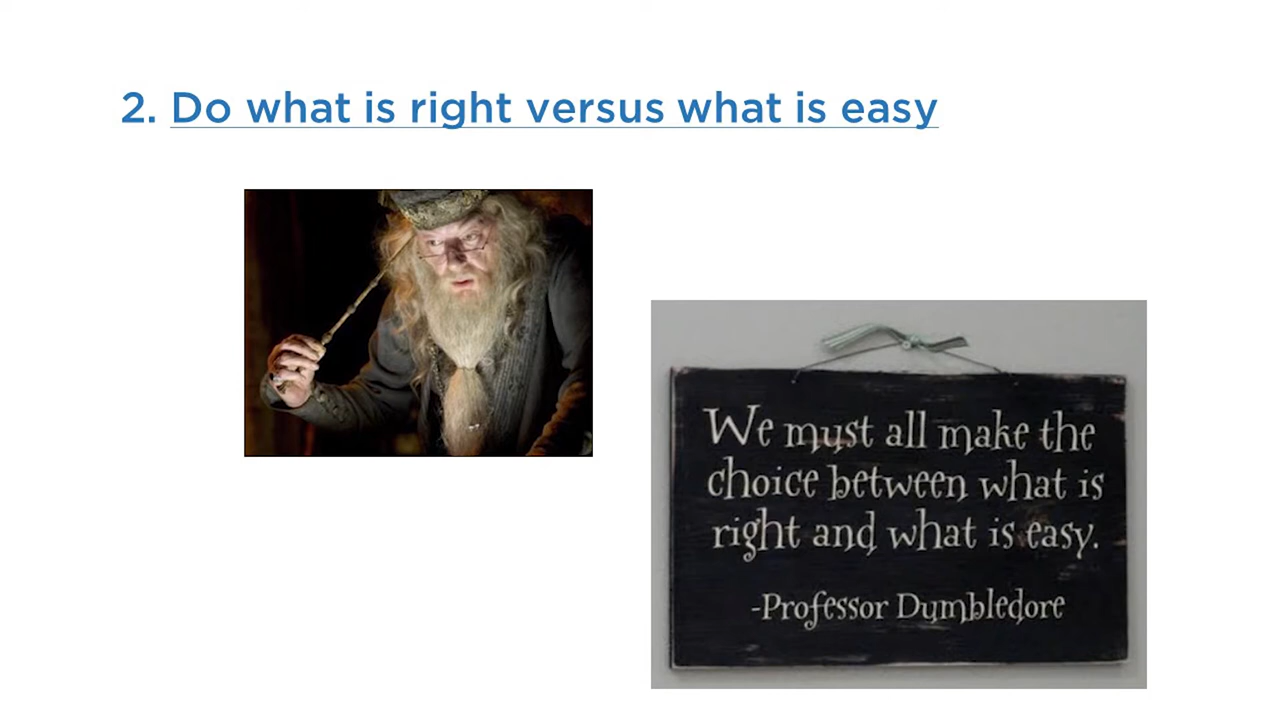 2. Do what is right versus what is easy
We must all make the
choice between what is
right and what is easy.
-Professor Dumbledore